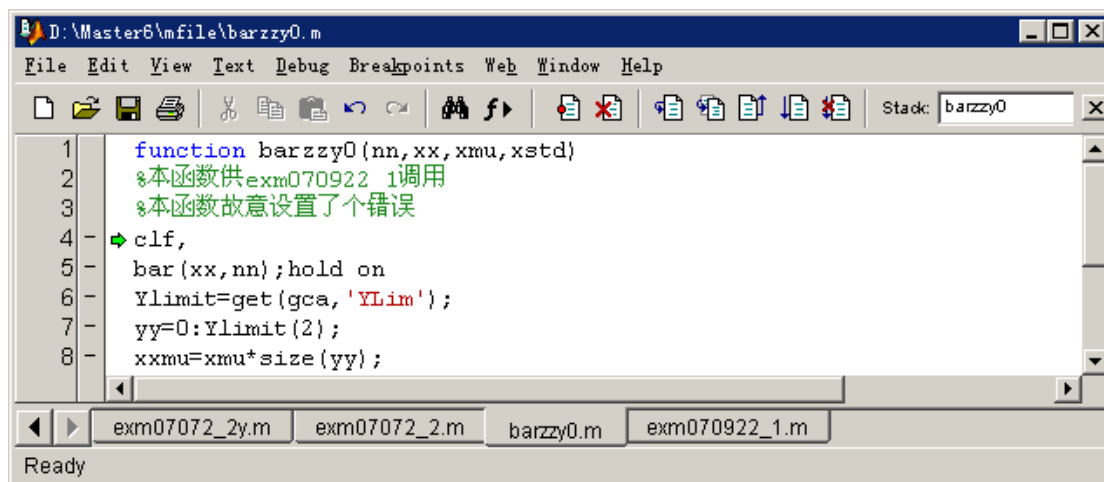 D:\Master6\mfile\barzzy0.m
File Edit View Text Debug Breakpoints Web Window Help
Stack: barzzy0
1 function barzzy0(nn,xx,xmu,xstd)
2 %本函数供exm070922_1调用
3 %本函数故意设置了个错误
4 - clf,
5 - bar(xx,nn);hold on
6 - Ylimit=get(gca,'YLim');
7 - yy=0:Ylimit(2);
8 - xxmu=xmu*size(yy);
exm07072_2y.m exm07072_2.m barzzy0.m exm070922_1.m
Ready